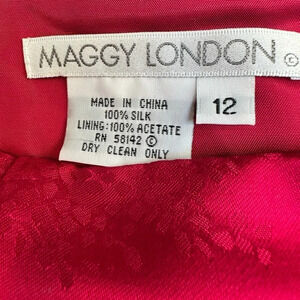 MAGGY LONDON ©
MADE IN CHINA
100% SILK
LINING:100% ACETATE
RN 58142 ©
DRY CLEAN ONLY
12